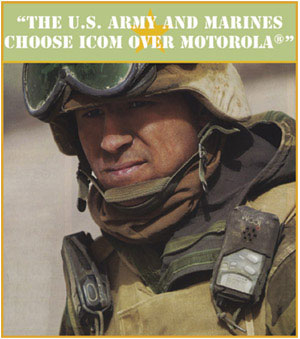 “THE U.S. ARMY AND MARINES
CHOOSE ICOM OVER MOTOROLA®”